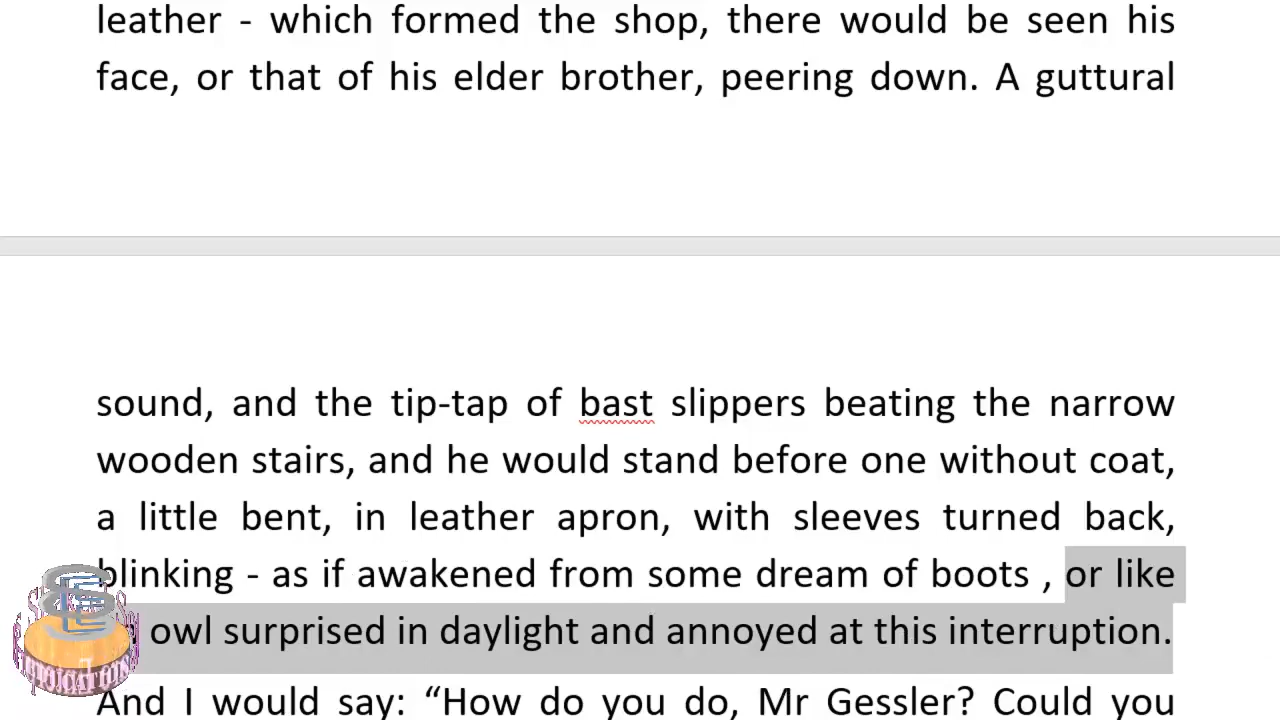 leather - which formed the shop, there would be seen his
face, or that of his elder brother, peering down. A guttural
sound, and the tip-tap of bast slippers beating the narrow
wooden stairs, and he would stand before one without coat,
a little bent, in leather apron, with sleeves turned back,
blinking - as if awakened from some dream of boots , or like
owl surprised in daylight and annoyed at this interruption.
And I would say: “How do you do, Mr Gessler? Could you